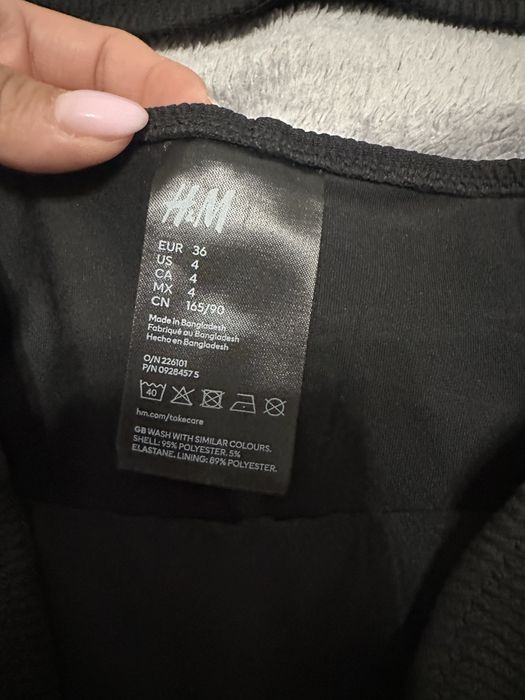 H&M
EUR 36
US 4
CA 4
MX 4
CN 165/90
Made in Bangladesh
Fabriqué au Bangladesh
Hecho en Bangladesh
O/N 226101
P/N 0928457 5
40
hm.com/takecare
GB WASH WITH SIMILAR COLOURS.
SHELL: 95% POLYESTER. 5%
ELASTANE. LINING: 89% POLYESTER.